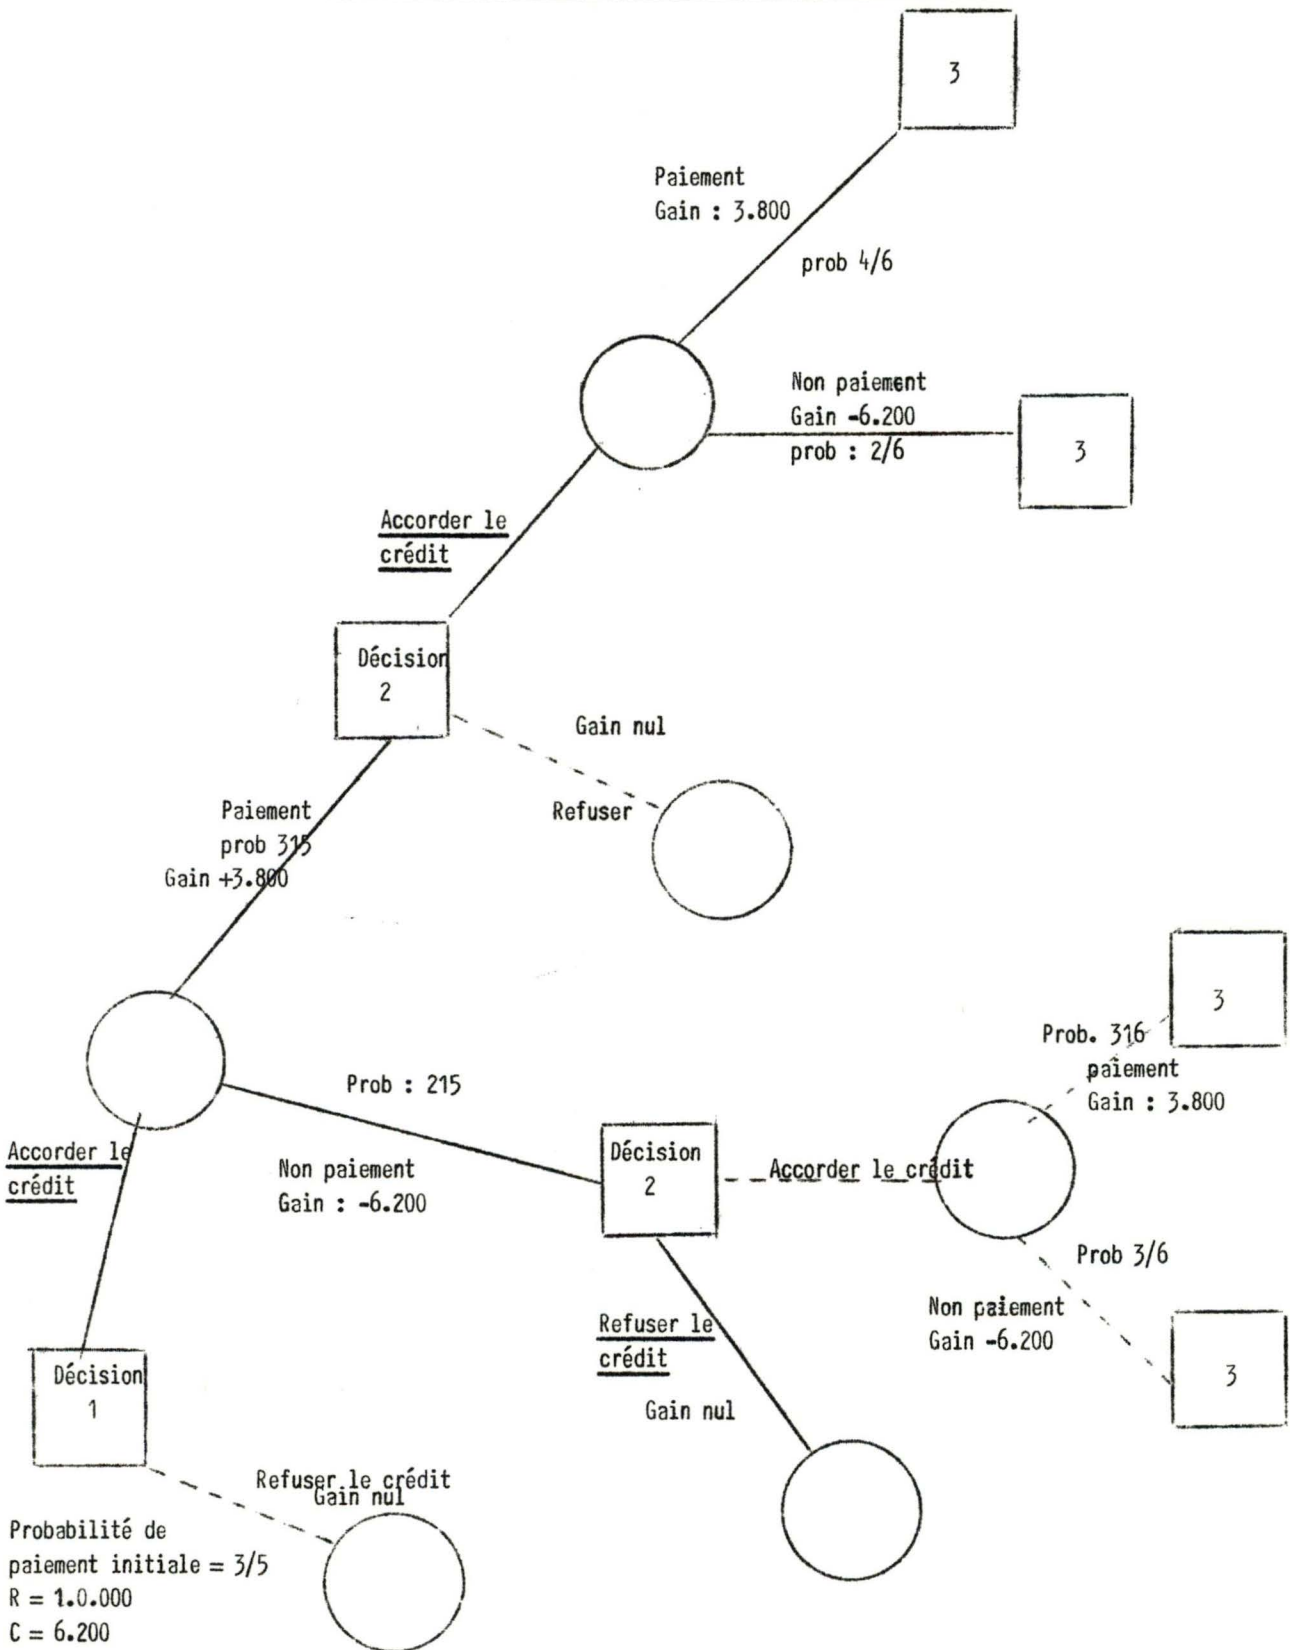 3
Paiement
Gain : 3.800
prob 4/6
Non paiement
Gain -6.200
prob : 2/6
3
Accorder le
crédit
Décision
2
Gain nul
Refuser
Paiement
prob 315
Gain +3.800
3
Prob. 316
paiement
Gain : 3.800
Prob : 215
Accorder le
crédit
Non paiement
Gain : -6.200
Décision
2
Accorder le crédit
Prob 3/6
Non paiement
Gain -6.200
3
Refuser le
crédit
Gain nul
Décision
1
Refuser le crédit
Gain nul
Probabilité de
paiement initiale = 3/5
R = 1.0.000
C = 6.200